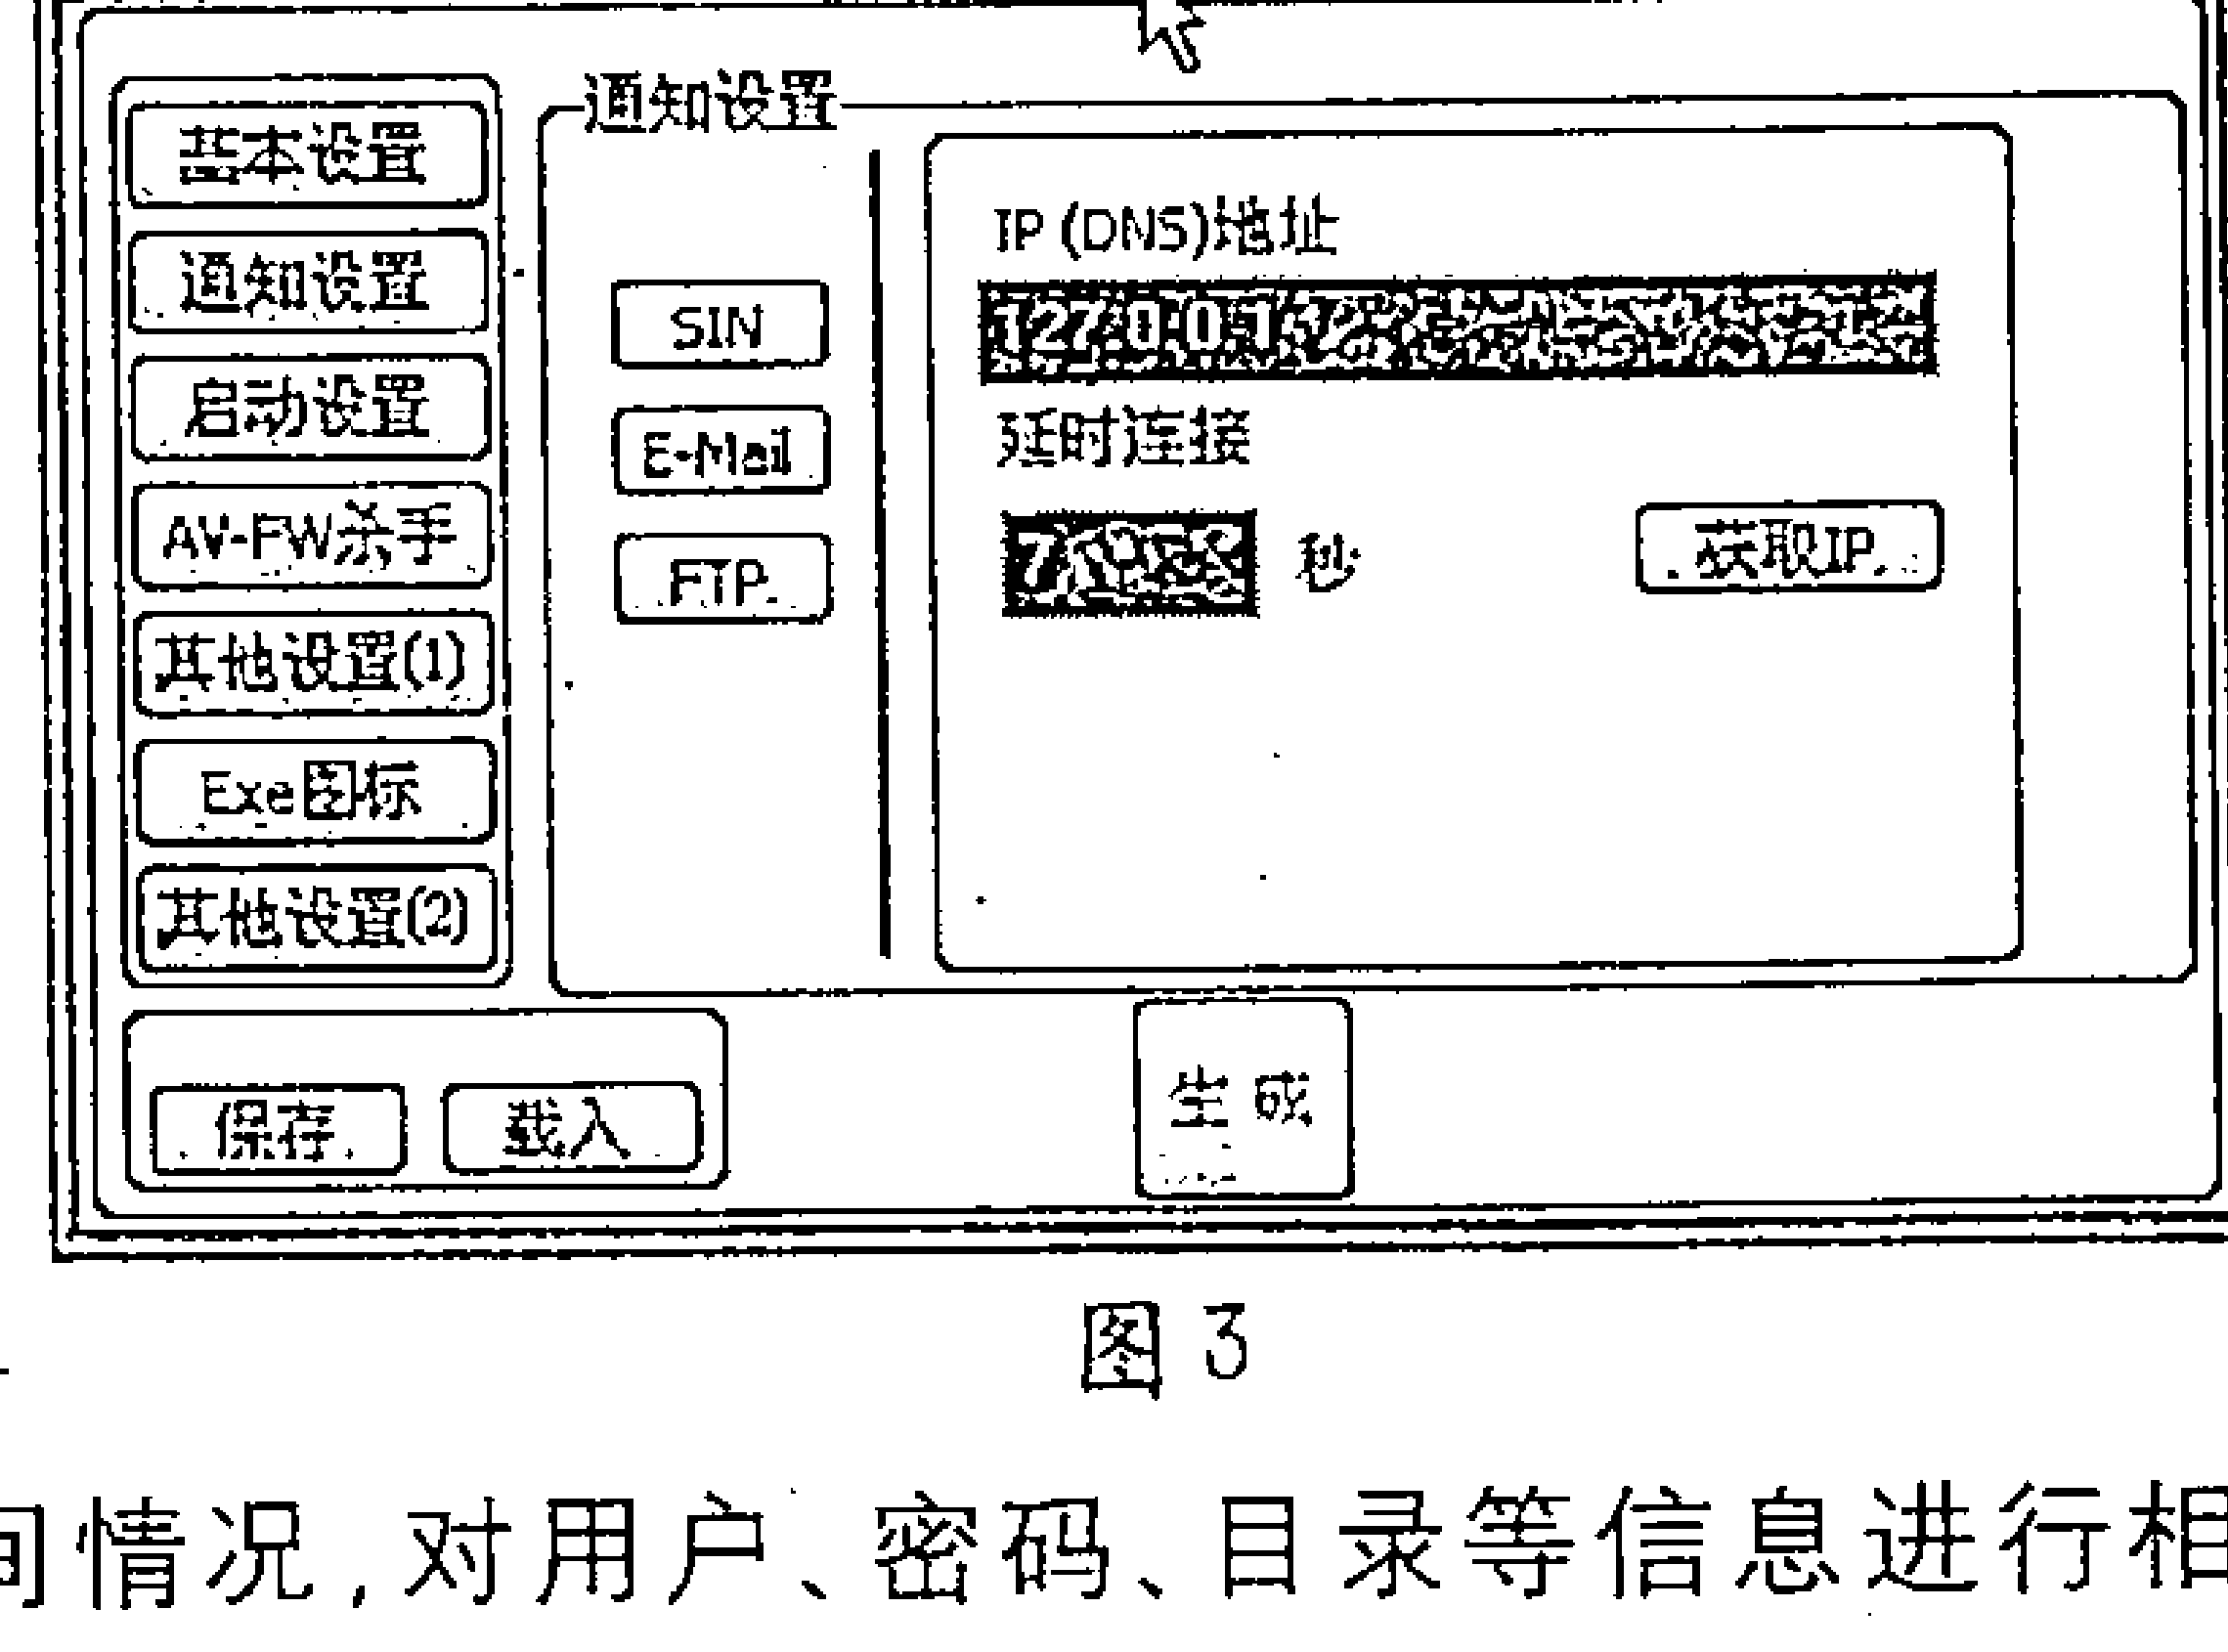 通知设置
基本设置
通知设置
启动设置
AV-FW杀手
其他设置(1)
Exe图标
其他设置(2)
SIN
E-Mail
FTP
IP (DNS)地址
127.0.0.1
延时连接
7
秒
获取IP
保存
载入
生成
图 3
情况,对用户、密码、目录等信息进行相